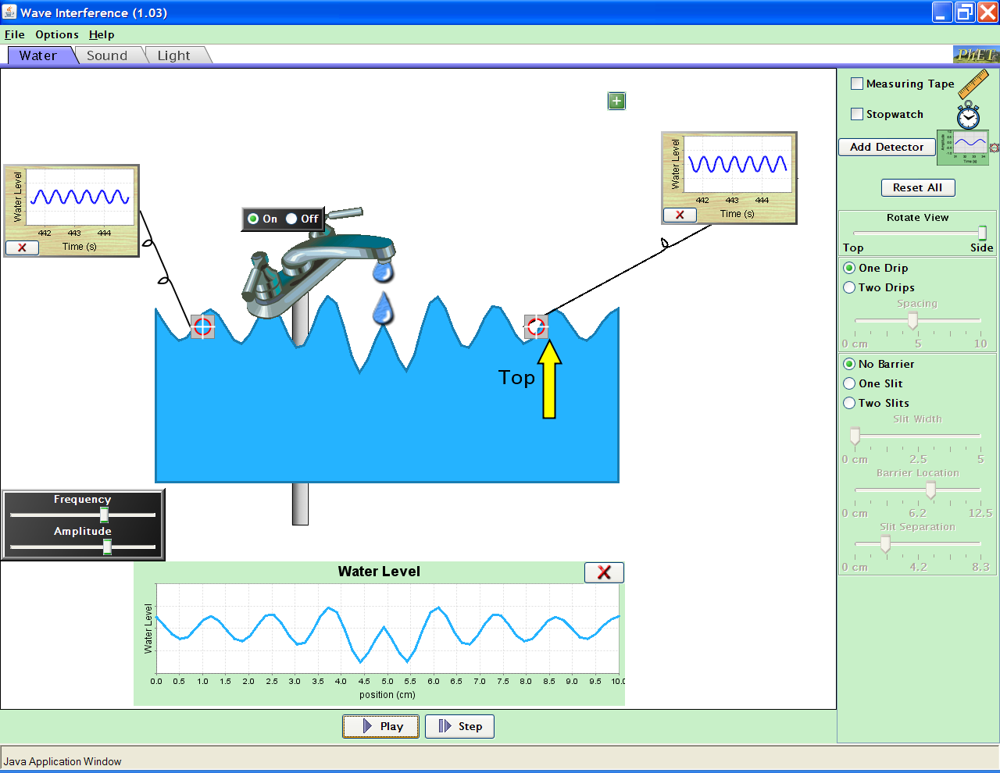 Wave Interference (1.03)
File Options Help
Water Sound Light
PhET
Measuring Tape
Stopwatch
Add Detector
Reset All
Rotate View
Top Side
One Drip
Two Drips
Spacing
0 cm 5 10
No Barrier
One Slit
Two Slits
Slit Width
0 cm 2.5 5
Barrier Location
0 cm 6.2 12.5
Slit Separation
0 cm 4.2 8.3
Water Level
442 443 444
Time (s)
On Off
Water Level
442 443 444
Time (s)
Top
Frequency
Amplitude
Water Level
Water Level
0.0 0.5 1.0 1.5 2.0 2.5 3.0 3.5 4.0 4.5 5.0 5.5 6.0 6.5 7.0 7.5 8.0 8.5 9.0 9.5 10.0
position (cm)
Play Step
Java Application Window